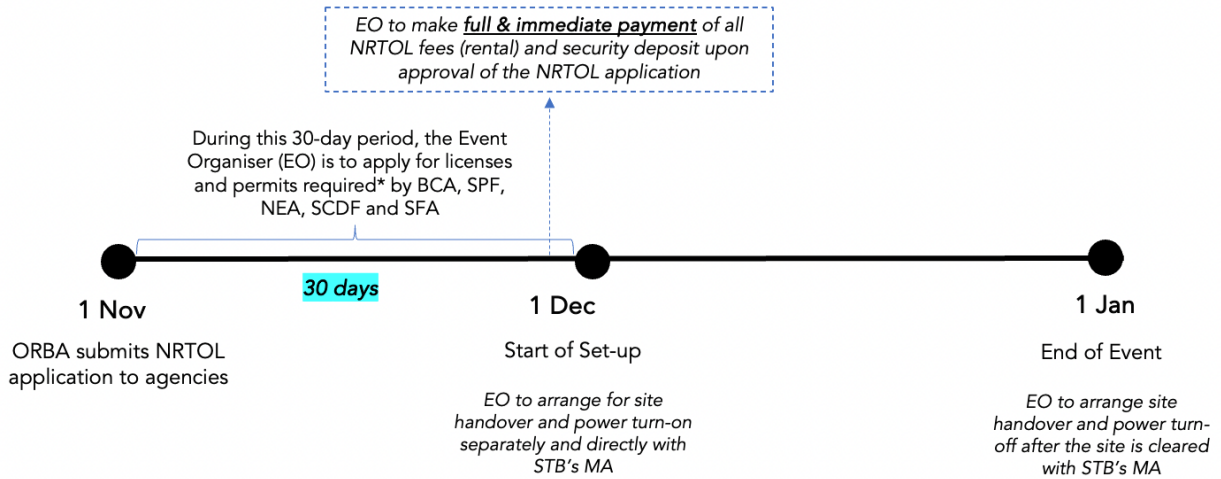 EO to make full & immediate payment of all
NRTOL fees (rental) and security deposit upon
approval of the NRTOL application
During this 30-day period, the Event
Organiser (EO) is to apply for licenses
and permits required* by BCA, SPF,
NEA, SCDF and SFA
30 days
1 Nov
ORBA submits NRTOL
application to agencies
1 Dec
Start of Set-up
EO to arrange for site
handover and power turn-on
separately and directly with
STB's MA
1 Jan
End of Event
EO to arrange site
handover and power turn-
off after the site is cleared
with STB's MA